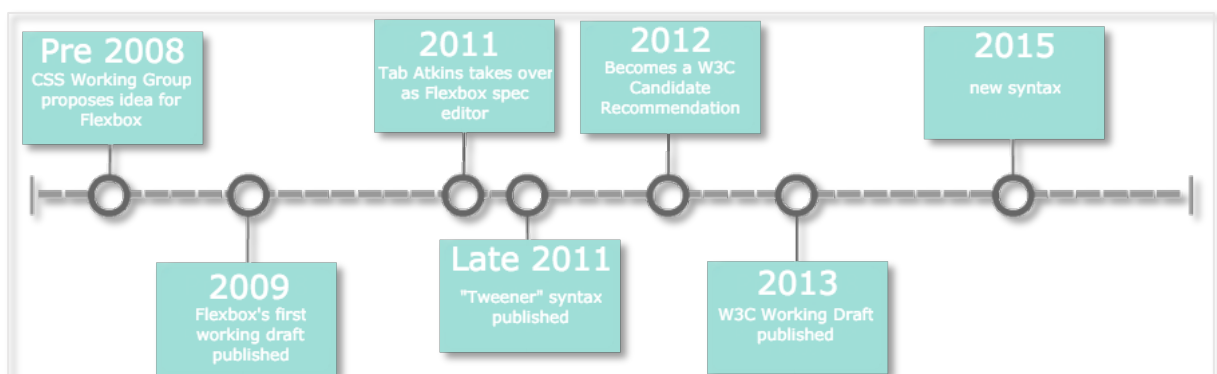 Pre 2008
CSS Working Group
proposes idea for
Flexbox
2009
Flexbox's first
working draft
published
2011
Tab Atkins takes over
as Flexbox spec
editor
Late 2011
"Tweener" syntax
published
2012
Becomes a W3C
Candidate
Recommendation
2013
W3C Working Draft
published
2015
new syntax